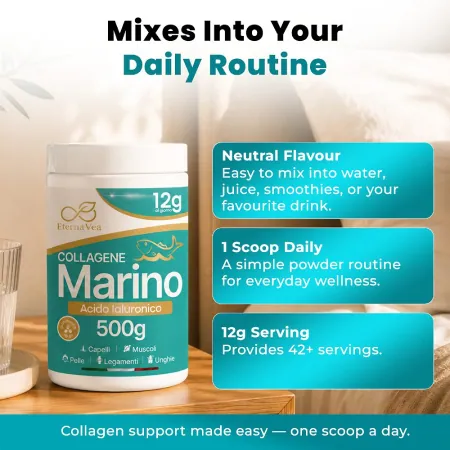 Mixes Into Your
Daily Routine
Neutral Flavour
Easy to mix into water,
juice, smoothies, or your
favourite drink.
1 Scoop Daily
A simple powder routine
for everyday wellness.
12g Serving
Provides 42+ servings.
12g
al giorno
EternaVea
COLLAGENE
Marino
Acido Ialuronico
500g
Capelli | Muscoli
Pelle | Legamenti | Unghie
Collagen support made easy — one scoop a day.